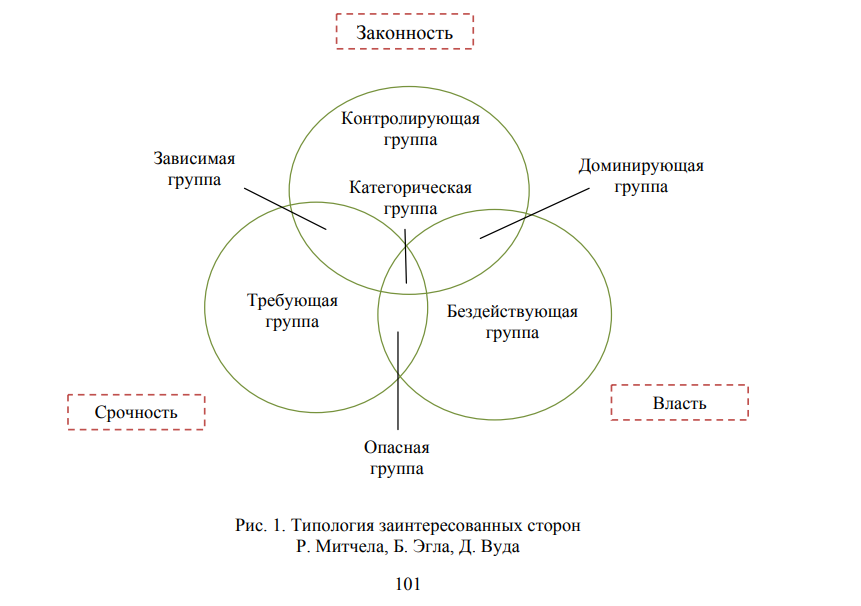 Законность
Контролирующая
группа
Зависимая
группа
Доминирующая
группа
Категорическая
группа
Требующая
группа
Бездействующая
группа
Срочность
Власть
Опасная
группа
Рис. 1. Типология заинтересованных сторон
Р. Митчела, Б. Эгла, Д. Вуда
101